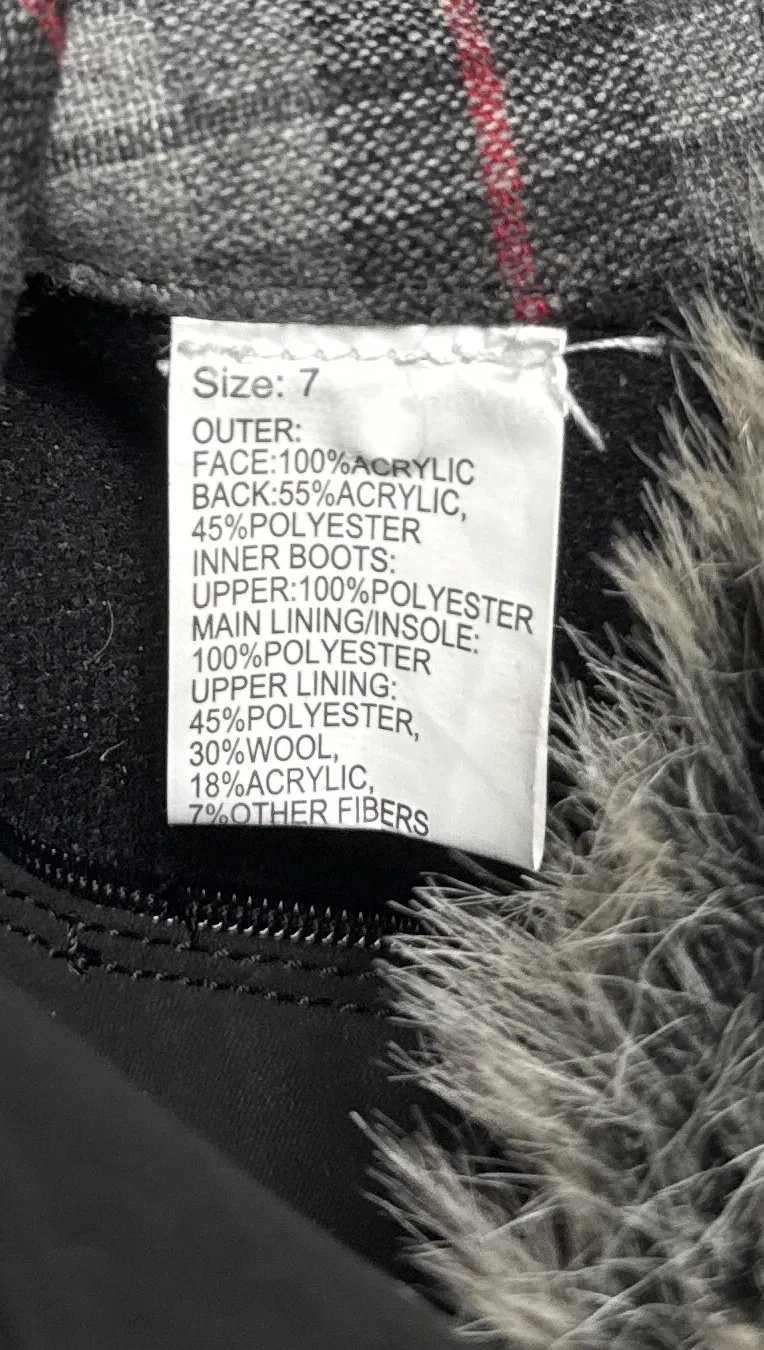 Size: 7
OUTER:
FACE:100%ACRYLIC
BACK:55%ACRYLIC,
45%POLYESTER
INNER BOOTS:
UPPER:100%POLYESTER
MAIN LINING/INSOLE:
100%POLYESTER
UPPER LINING:
45%POLYESTER,
30%WOOL,
18%ACRYLIC,
7%OTHER FIBERS